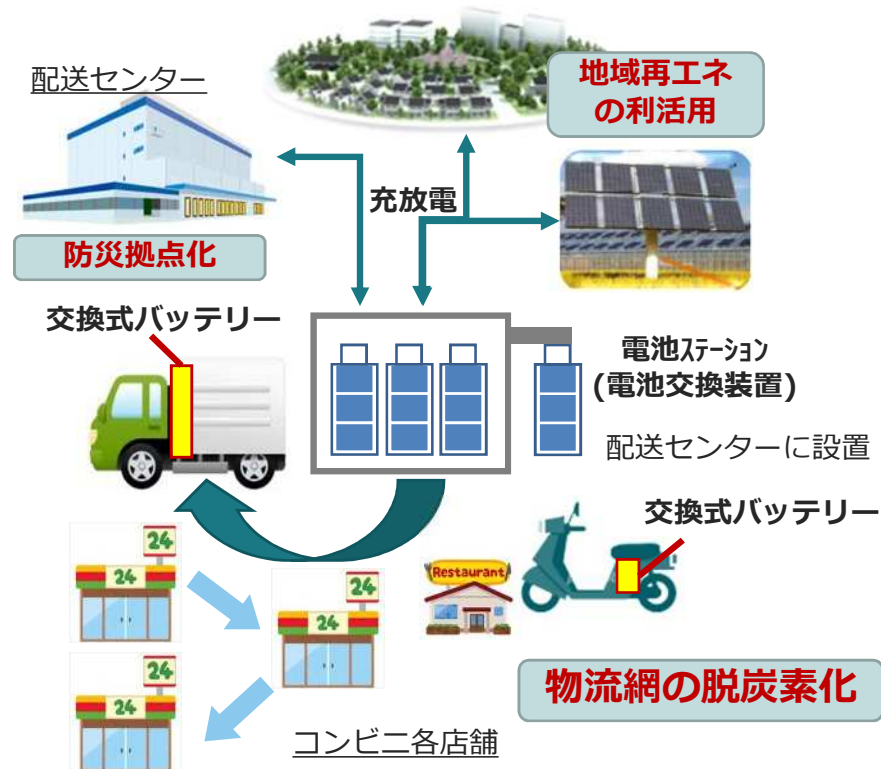 配送センター
地域再エネ
の利活用
充放電
防災拠点化
交換式バッテリー
電池ｽﾃｰｼｮﾝ
(電池交換装置)
配送センターに設置
交換式バッテリー
24
24
24
24
Restaurant
24
24
物流網の脱炭素化
コンビニ各店舗